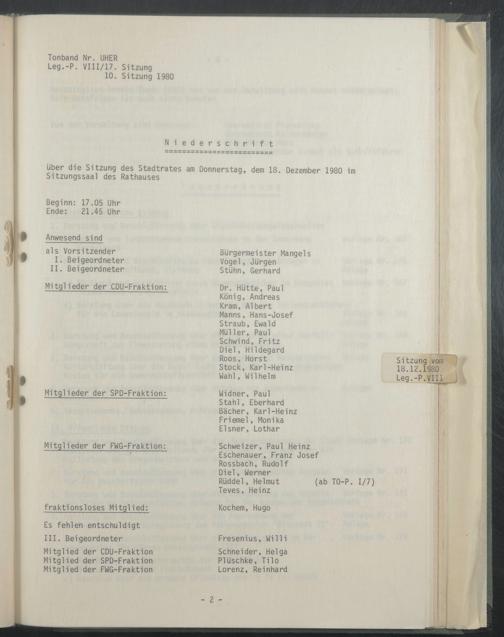 Tonband Nr. UHER
Leg.-P. VIII/17. Sitzung
10. Sitzung 1980
Niederschrift
über die Sitzung des Stadtrates am Donnerstag, dem 18. Dezember 1980 im
Sitzungssaal des Rathauses
Beginn: 17.05 Uhr
Ende: 21.45 Uhr
Anwesend sind
als Vorsitzender Bürgermeister Mangels
I. Beigeordneter Vogel, Jürgen
II. Beigeordneter Stühn, Gerhard
Mitglieder der CDU-Fraktion: Dr. Hütte, Paul
König, Andreas
Kram, Albert
Manns, Hans-Josef
Straub, Ewald
Müller, Paul
Schwind, Fritz
Diel, Hildegard
Roos, Horst
Stock, Karl-Heinz
Wahl, Wilhelm
Sitzung vom
18.12.1980
Leg.-P.VIII
Mitglieder der SPD-Fraktion: Widner, Paul
Stahl, Eberhard
Bächer, Karl-Heinz
Friemel, Monika
Elsner, Lothar
Mitglieder der FWG-Fraktion: Schweizer, Paul Heinz
Eschenauer, Franz Josef
Rossbach, Rudolf
Diel, Werner
Rüddel, Helmut (ab TO-P. I/7)
Teves, Heinz
fraktionsloses Mitglied: Kochem, Hugo
Es fehlen entschuldigt
III. Beigeordneter Fresenius, Willi
Mitglied der CDU-Fraktion Schneider, Helga
Mitglied der SPD-Fraktion Plüschke, Tilo
Mitglied der FWG-Fraktion Lorenz, Reinhard
- 2 -